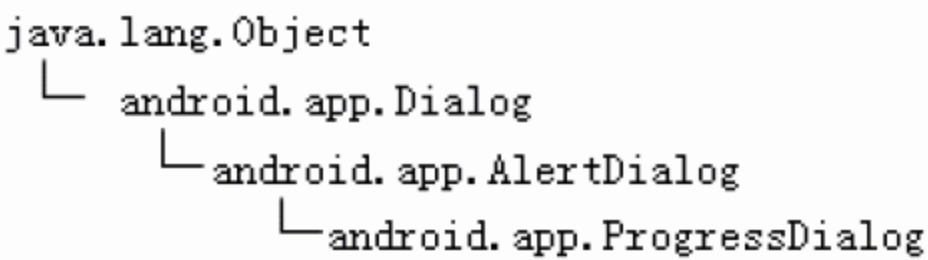 java.lang.Object
android.app.Dialog
android.app.AlertDialog
android.app.ProgressDialog